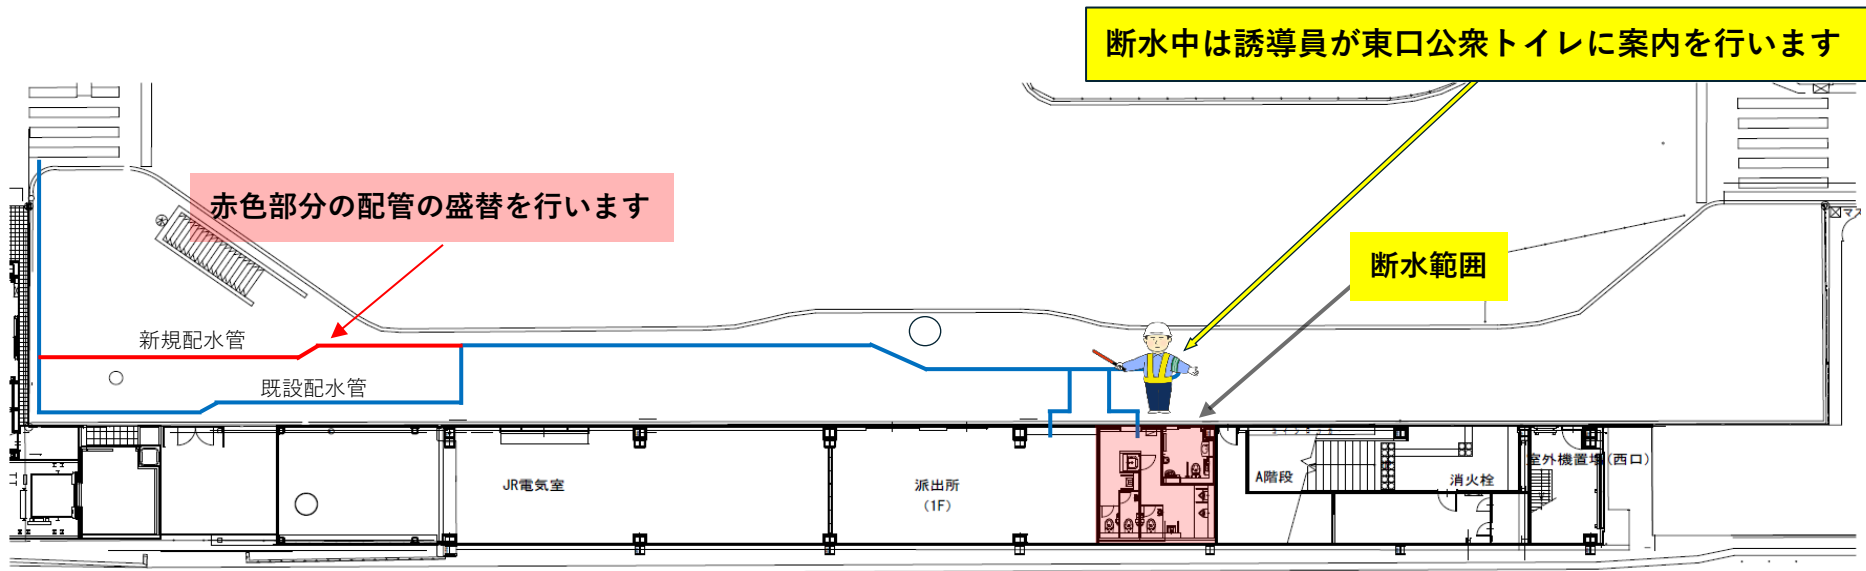 断水中は誘導員が東口公衆トイレに案内を行います
赤色部分の配管の盛替を行います
マス
断水範囲
新規配水管
既設配水管
JR電気室
派出所
(1F)
A階段
消火栓
室外機置場(西口)